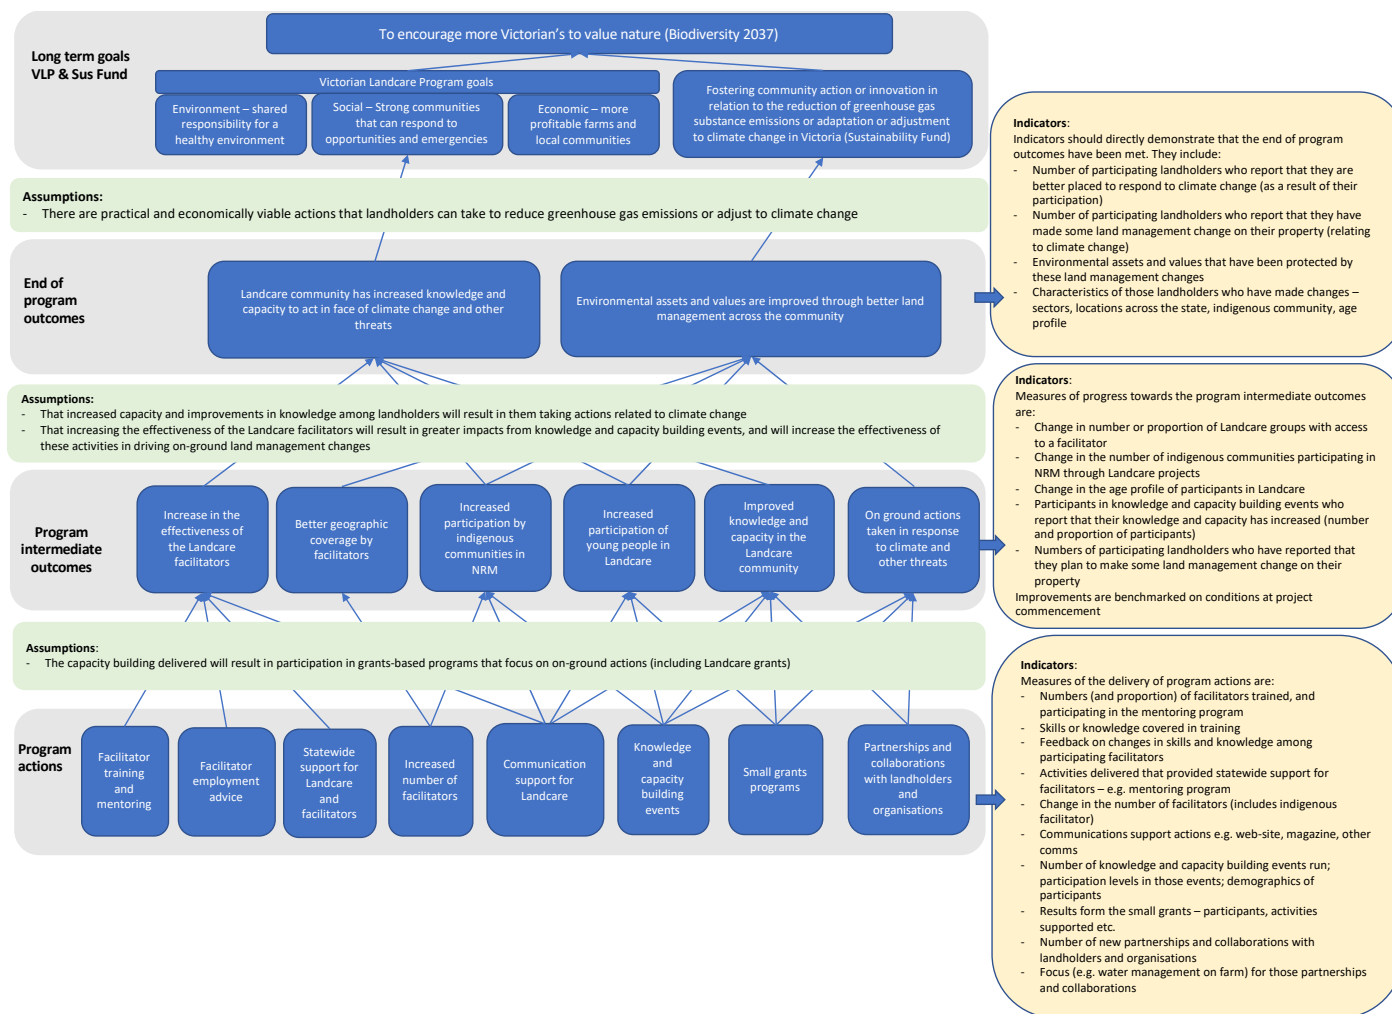 To encourage more Victorian's to value nature (Biodiversity 2037)
Long term goals
VLP & Sus Fund
Victorian Landcare Program goals
Environment – shared
responsibility for a
healthy environment
Social – Strong communities
that can respond to
opportunities and emergencies
Economic – more
profitable farms and
local communities
Fostering community action or innovation in
relation to the reduction of greenhouse gas
substance emissions or adaptation or adjustment
to climate change in Victoria (Sustainability Fund)
Assumptions:
- There are practical and economically viable actions that landholders can take to reduce greenhouse gas emissions or adjust to climate change
End of
program
outcomes
Landcare community has increased knowledge and
capacity to act in face of climate change and other
threats
Environmental assets and values are improved through better land
management across the community
Indicators:
Indicators should directly demonstrate that the end of program
outcomes have been met. They include:
- Number of participating landholders who report that they are
better placed to respond to climate change (as a result of their
participation)
- Number of participating landholders who report that they have
made some land management change on their property (relating
to climate change)
- Environmental assets and values that have been protected by
these land management changes
- Characteristics of those landholders who have made changes –
sectors, locations across the state, indigenous community, age
profile
Assumptions:
- That increased capacity and improvements in knowledge among landholders will result in them taking actions related to climate change
- That increasing the effectiveness of the Landcare facilitators will result in greater impacts from knowledge and capacity building events, and will increase the effectiveness of
these activities in driving on-ground land management changes
Program
intermediate
outcomes
Increase in the
effectiveness of
the Landcare
facilitators
Better geographic
coverage by
facilitators
Increased
participation by
indigenous
communities in
NRM
Increased
participation of
young people in
Landcare
Improved
knowledge and
capacity in the
Landcare
community
On ground actions
taken in response
to climate and
other threats
Indicators:
Measures of progress towards the program intermediate outcomes
are:
- Change in number or proportion of Landcare groups with access
to a facilitator
- Change in the number of indigenous communities participating in
NRM through Landcare projects
- Change in the age profile of participants in Landcare
- Participants in knowledge and capacity building events who
report that their knowledge and capacity has increased (number
and proportion of participants)
- Numbers of participating landholders who have reported that
they plan to make some land management change on their
property
Improvements are benchmarked on conditions at project
commencement
Assumptions:
- The capacity building delivered will result in participation in grants-based programs that focus on on-ground actions (including Landcare grants)
Program
actions
Facilitator
training
and
mentoring
Facilitator
employment
advice
Statewide
support for
Landcare
and
facilitators
Increased
number of
facilitators
Communication
support for
Landcare
Knowledge
and
capacity
building
events
Small grants
programs
Partnerships and
collaborations
with landholders
and
organisations
Indicators:
Measures of the delivery of program actions are:
- Numbers (and proportion) of facilitators trained, and
participating in the mentoring program
- Skills or knowledge covered in training
- Feedback on changes in skills and knowledge among
participating facilitators
- Activities delivered that provided statewide support for
facilitators – e.g. mentoring program
- Change in the number of facilitators (includes indigenous
facilitator)
- Communications support actions e.g. web-site, magazine, other
comms
- Number of knowledge and capacity building events run;
participation levels in those events; demographics of
participants
- Results form the small grants – participants, activities
supported etc.
- Number of new partnerships and collaborations with
landholders and organisations
- Focus (e.g. water management on farm) for those partnerships
and collaborations